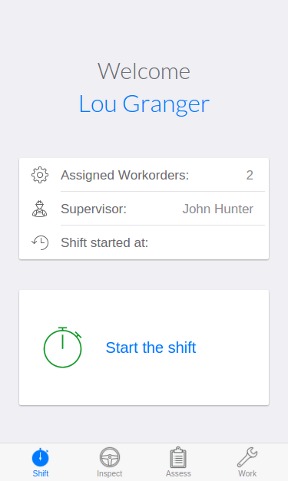 Welcome
Lou Granger
Assigned Workorders: 2
Supervisor: John Hunter
Shift started at:
Start the shift
Shift Inspect Assess Work